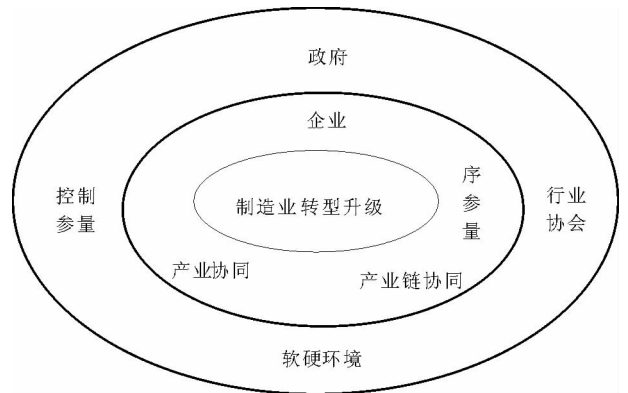 政府
企业
控制
参量
制造业转型升级
序
参
量
行业
协会
产业协同
产业链协同
软硬环境